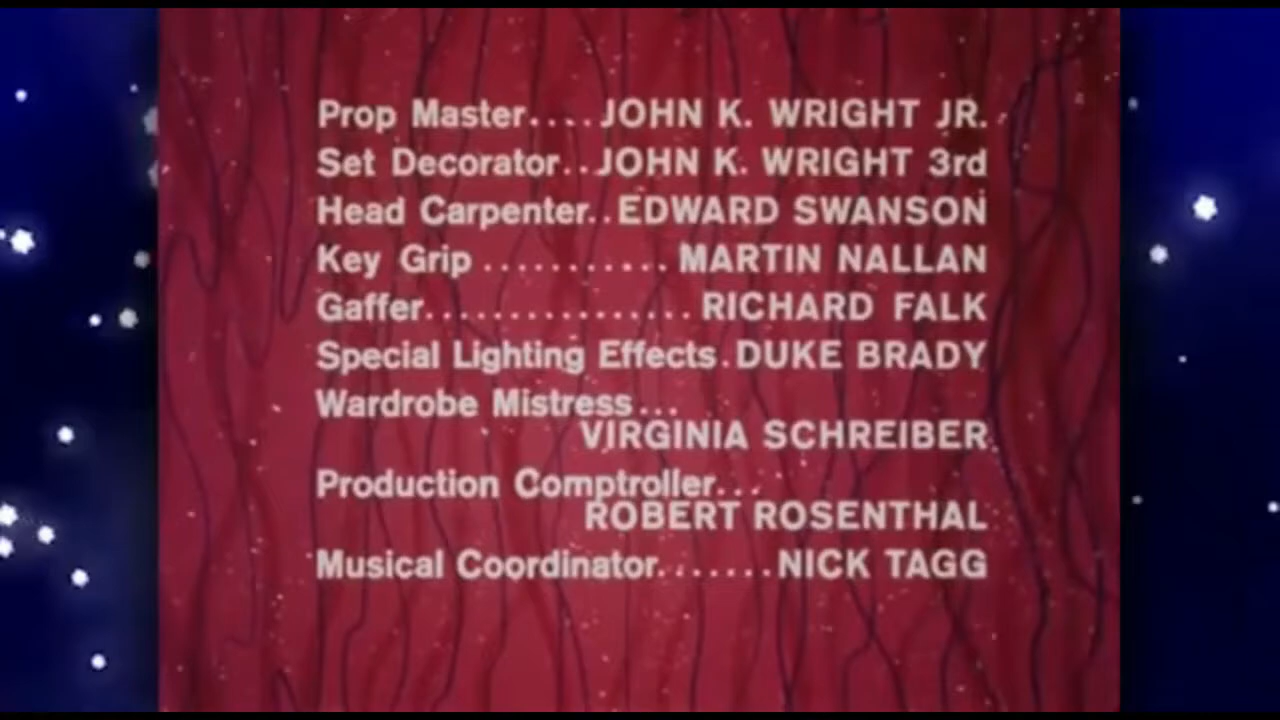 Prop Master....JOHN K. WRIGHT JR.
Set Decorator..JOHN K. WRIGHT 3rd
Head Carpenter..EDWARD SWANSON
Key Grip ............MARTIN NALLAN
Gaffer.................RICHARD FALK
Special Lighting Effects.DUKE BRADY
Wardrobe Mistress...
VIRGINIA SCHREIBER
Production Comptroller...
ROBERT ROSENTHAL
Musical Coordinator.......NICK TAGG